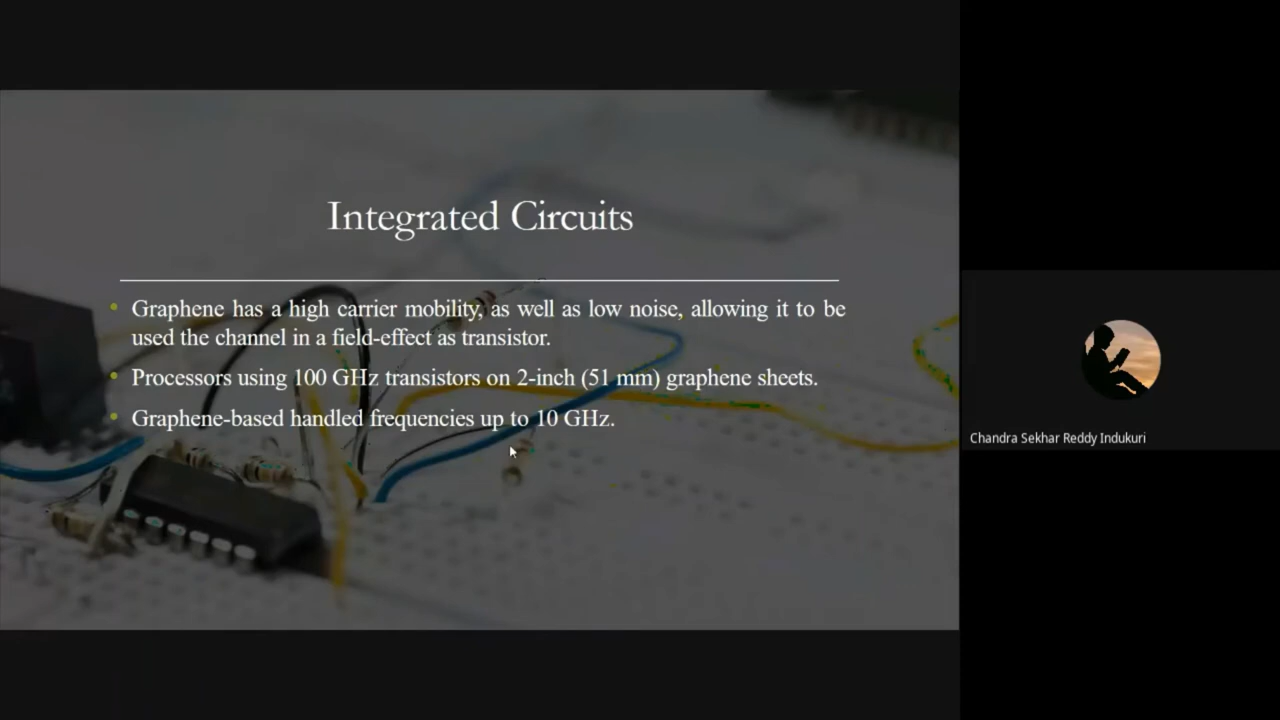 Integrated Circuits
Graphene has a high carrier mobility, as well as low noise, allowing it to be
used the channel in a field-effect as transistor.
Processors using 100 GHz transistors on 2-inch (51 mm) graphene sheets.
Graphene-based handled frequencies up to 10 GHz.
Chandra Sekhar Reddy Indukuri